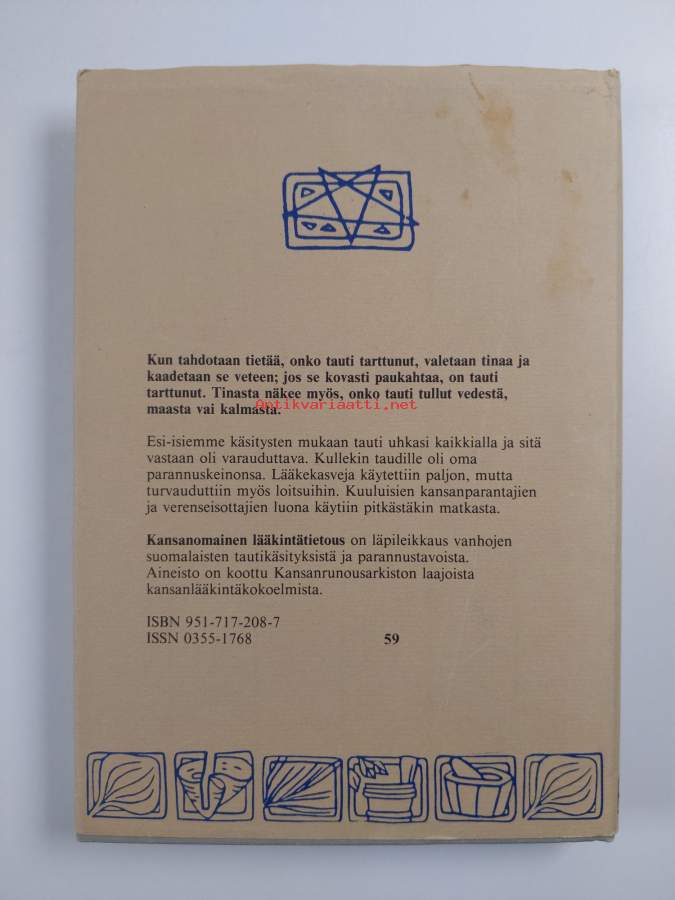 Kun tahdotaan tietää, onko tauti tarttunut, valetaan tinaa ja
kaadetaan se veteen; jos se kovasti paukahtaa, on tauti
tarttunut. Tinasta näkee myös, onko tauti tullut vedestä,
maasta vai kalmasta.
Antikvariaatti.net
Esi-isiemme käsitysten mukaan tauti uhkasi kaikkialla ja sitä
vastaan oli varauduttava. Kullekin taudille oli oma
parannuskeinonsa. Lääkekasveja käytettiin paljon, mutta
turvauduttiin myös loitsuihin. Kuuluisien kansanparantajien
ja verenseisottajien luona käytiin pitkästäkin matkasta.
Kansanomainen lääkintätietous on läpileikkaus vanhojen
suomalaisten tautikäsityksistä ja parannustavoista.
Aineisto on koottu Kansanrunousarkiston laajoista
kansanlääkintäkokoelmista.
ISBN 951-717-208-7
ISSN 0355-1768 59